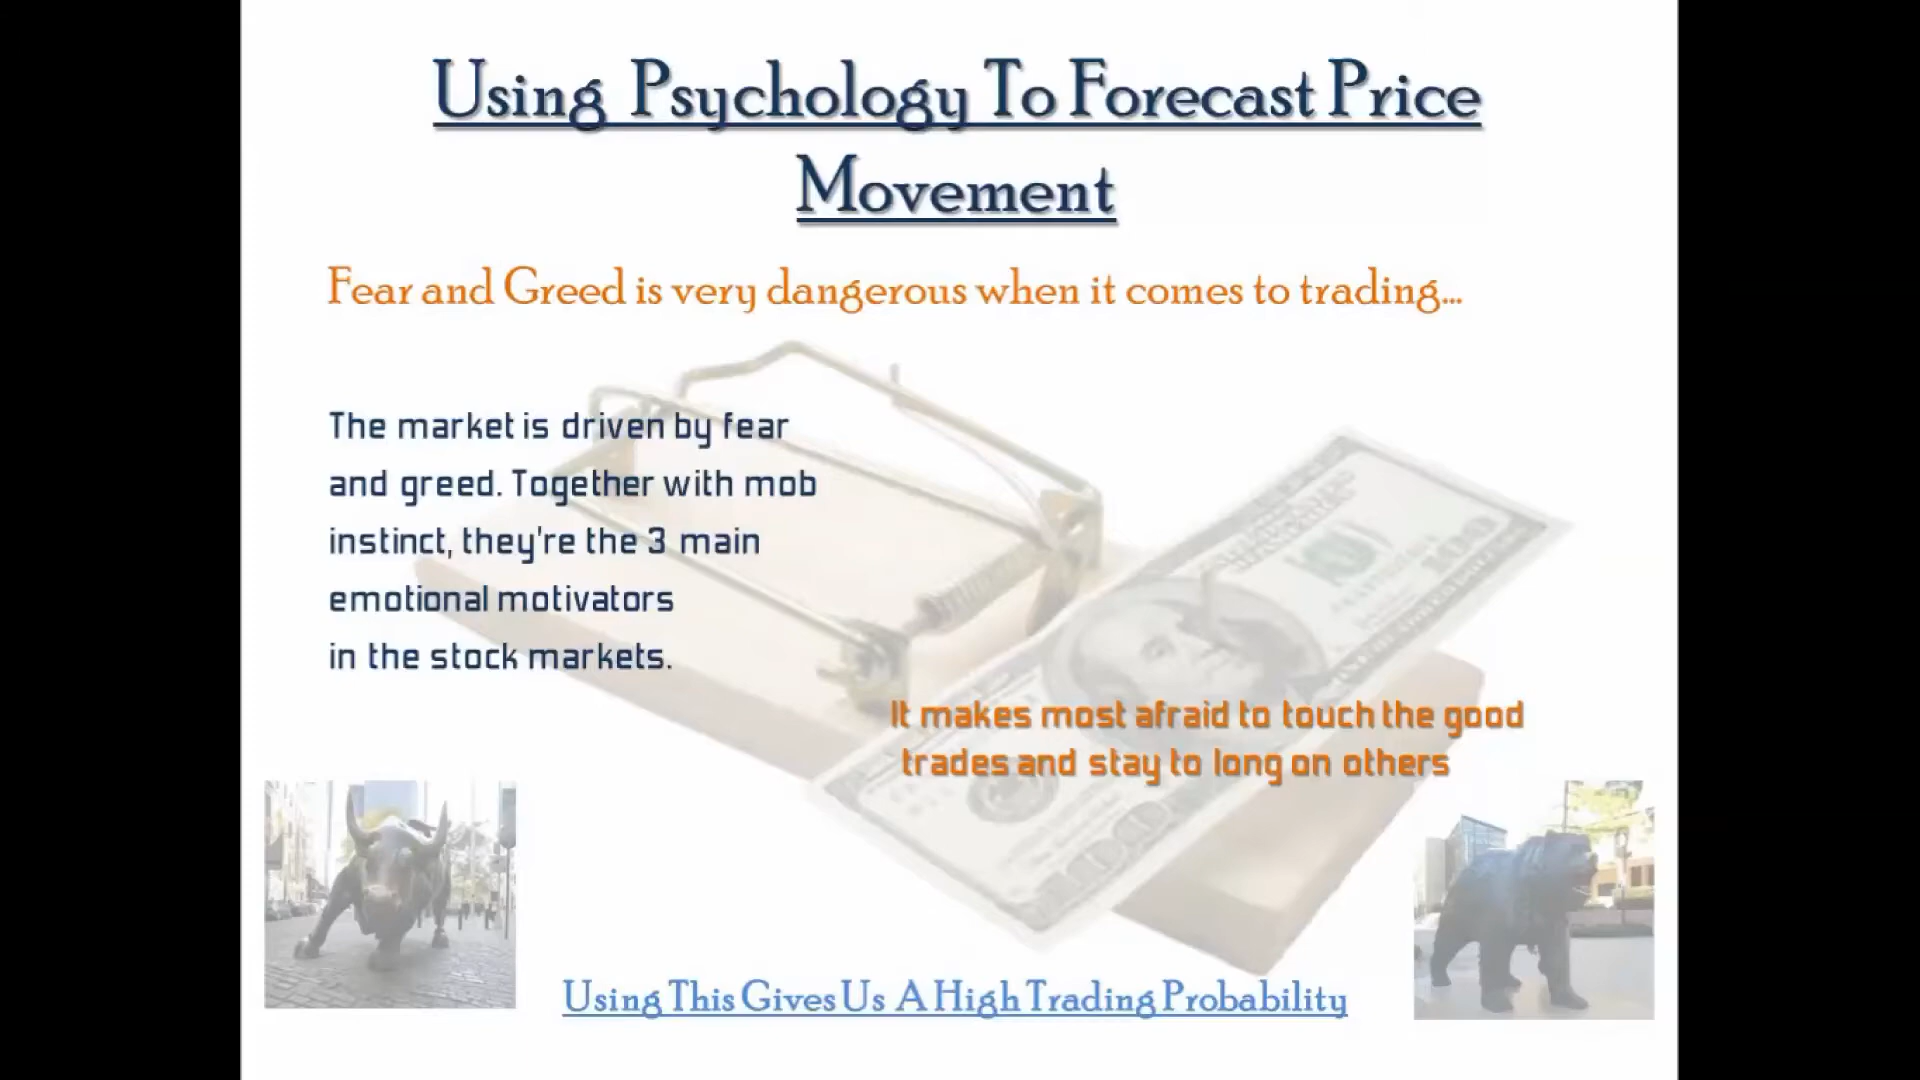 Using Psychology To Forecast Price
Movement
Fear and Greed is very dangerous when it comes to trading...
The market is driven by fear
and greed. Together with mob
instinct, they're the 3 main
emotional motivators
in the stock markets.
It makes most afraid to touch the good
trades and stay to long on others
Using This Gives Us A High Trading Probability